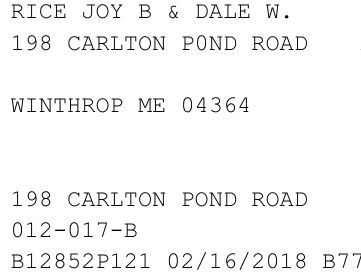 RICE JOY B & DALE W.
198 CARLTON POND ROAD
WINTHROP ME 04364
198 CARLTON POND ROAD
012-017-B
B12852P121 02/16/2018 B77